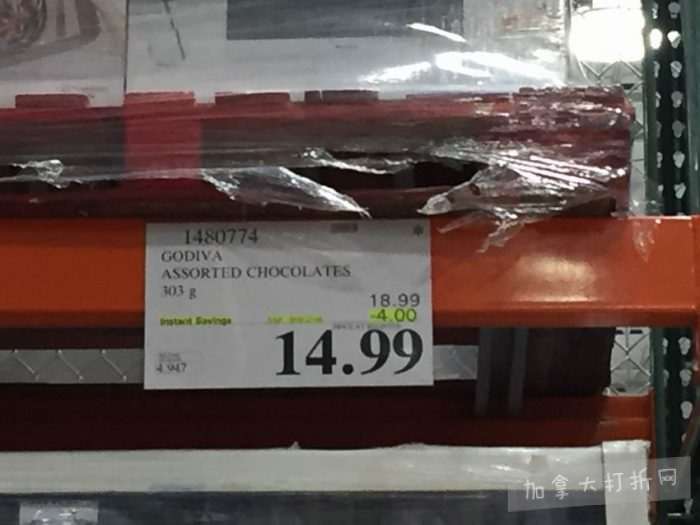 1480774
GODIVA
ASSORTED CHOCOLATES
303 g
18.99
Instant Savings -4.00
14.99
4.947
加拿大打折网